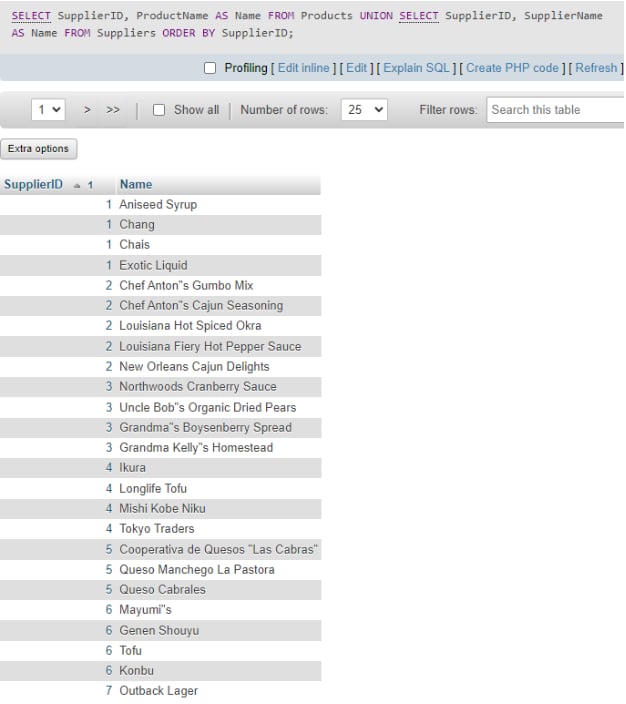 SELECT SupplierID, ProductName AS Name FROM Products UNION SELECT SupplierID, SupplierName
AS Name FROM Suppliers ORDER BY SupplierID;
Profiling [ Edit inline ] [ Edit ] [ Explain SQL ] [ Create PHP code ] [ Refresh ]
1 > >> Show all Number of rows: 25 Filter rows: Search this table
Extra options
SupplierID 1 Name
1 Aniseed Syrup
1 Chang
1 Chais
1 Exotic Liquid
2 Chef Anton"s Gumbo Mix
2 Chef Anton"s Cajun Seasoning
2 Louisiana Hot Spiced Okra
2 Louisiana Fiery Hot Pepper Sauce
2 New Orleans Cajun Delights
3 Northwoods Cranberry Sauce
3 Uncle Bob"s Organic Dried Pears
3 Grandma"s Boysenberry Spread
3 Grandma Kelly"s Homestead
4 Ikura
4 Longlife Tofu
4 Mishi Kobe Niku
4 Tokyo Traders
5 Cooperativa de Quesos "Las Cabras"
5 Queso Manchego La Pastora
5 Queso Cabrales
6 Mayumi"s
6 Genen Shouyu
6 Tofu
6 Konbu
7 Outback Lager